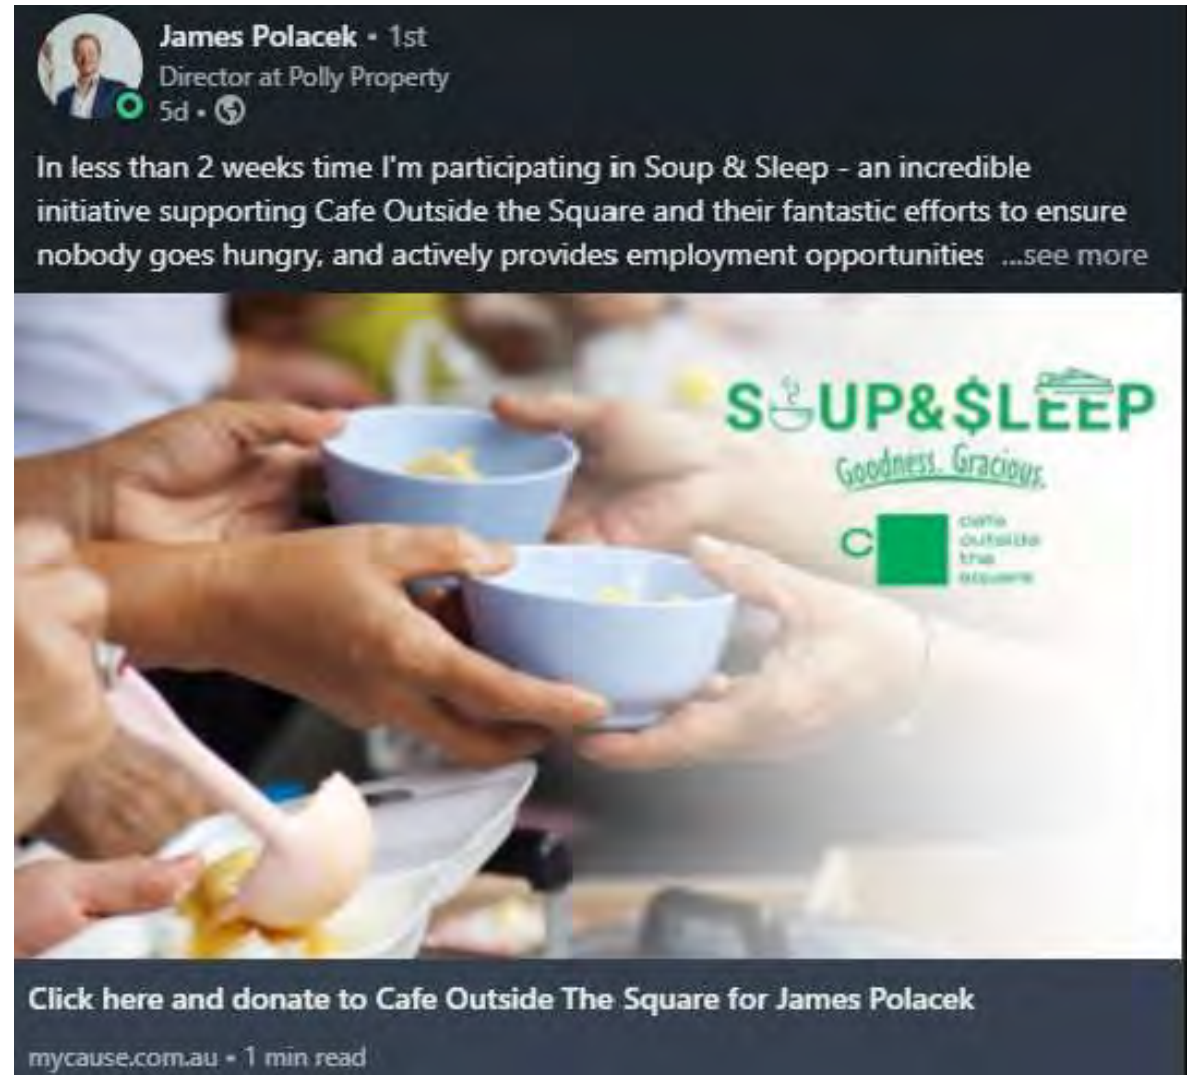 James Polacek • 1st
Director at Polly Property
5d •
In less than 2 weeks time I'm participating in Soup & Sleep - an incredible
initiative supporting Cafe Outside the Square and their fantastic efforts to ensure
nobody goes hungry, and actively provides employment opportunities ...see more
SOUP&$LEEP
Goodness. Gracious.
C
cafe
outside
the
square
Click here and donate to Cafe Outside The Square for James Polacek
mycause.com.au • 1 min read